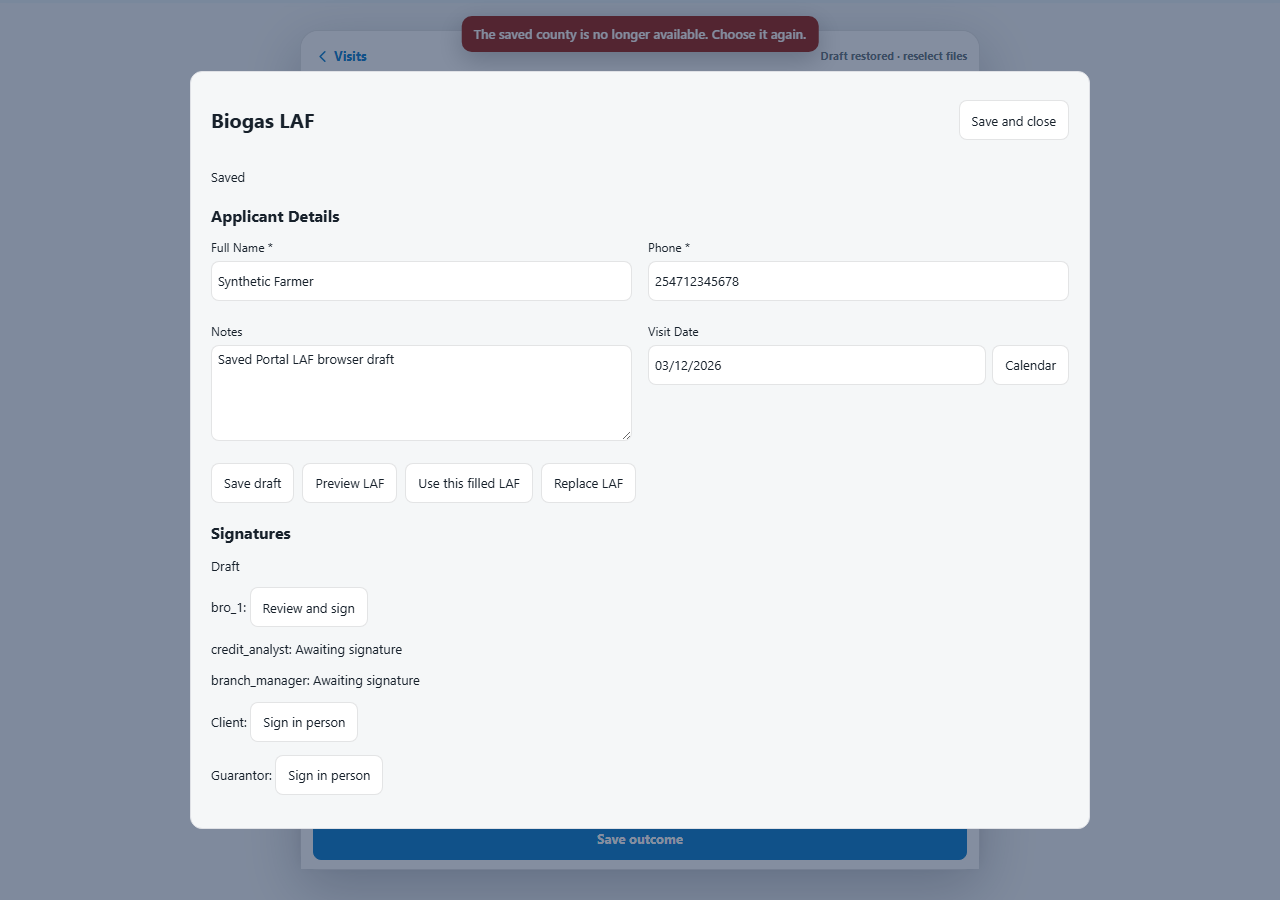 The saved county is no longer available. Choose it again.
Visits
Draft restored · reselect files
Biogas LAF
Save and close
Saved
Applicant Details
Full Name *
Phone *
Synthetic Farmer
254712345678
Notes
Visit Date
Saved Portal LAF browser draft
03/12/2026
Calendar
Save draft
Preview LAF
Use this filled LAF
Replace LAF
Signatures
Draft
bro_1: Review and sign
credit_analyst: Awaiting signature
branch_manager: Awaiting signature
Client: Sign in person
Guarantor: Sign in person
Save outcome